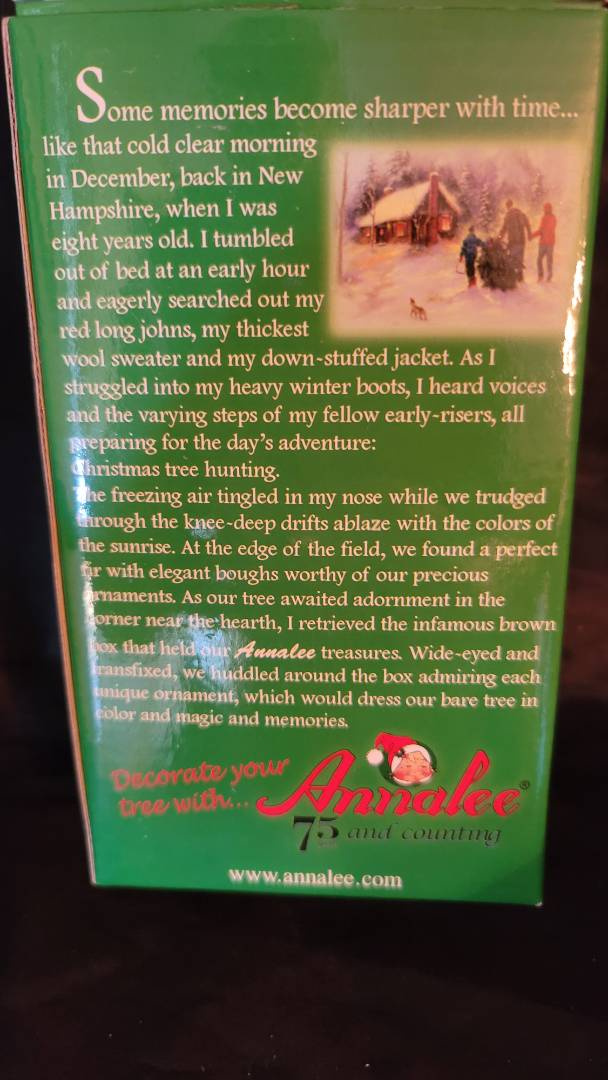 Some memories become sharper with time...
like that cold clear morning
in December, back in New
Hampshire, when I was
eight years old. I tumbled
out of bed at an early hour
and eagerly searched out my
red long johns, my thickest
wool sweater and my down-stuffed jacket. As I
struggled into my heavy winter boots, I heard voices
and the varying steps of my fellow early-risers, all
preparing for the day's adventure:
Christmas tree hunting.
The freezing air tingled in my nose while we trudged
through the knee-deep drifts ablaze with the colors of
the sunrise. At the edge of the field, we found a perfect
fir with elegant boughs worthy of our precious
ornaments. As our tree awaited adornment in the
corner near the hearth, I retrieved the infamous brown
box that held our Annalee treasures. Wide-eyed and
transfixed, we huddled around the box admiring each
unique ornament, which would dress our bare tree in
color and magic and memories.
Decorate your
tree with... Annalee®
75 and counting
www.annalee.com